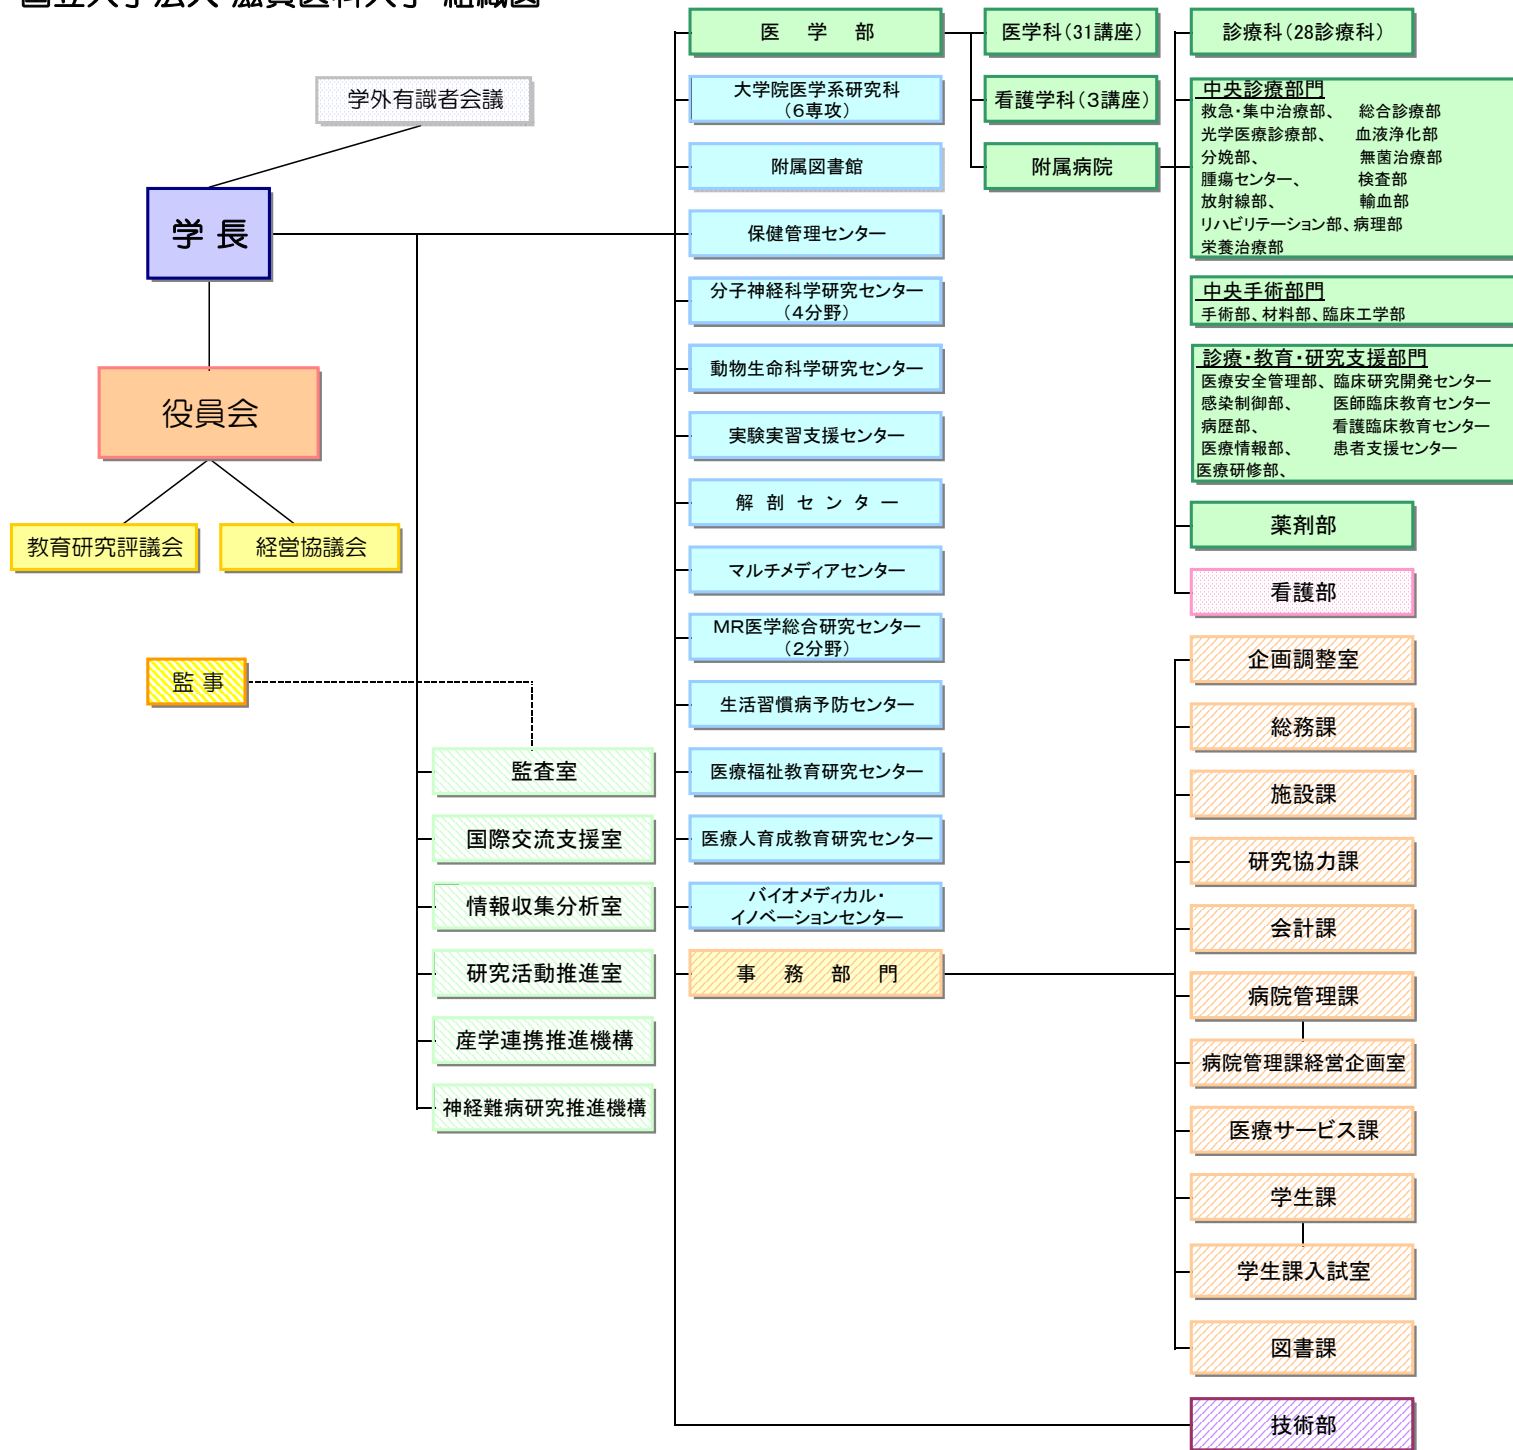 国立大学法人 滋賀医科大学 組織図
学外有識者会議
学 長
役員会
教育研究評議会
経営協議会
監 事
監査室
国際交流支援室
情報収集分析室
研究活動推進室
産学連携推進機構
神経難病研究推進機構
医 学 部
大学院医学系研究科
(6専攻)
附属図書館
保健管理センター
分子神経科学研究センター
(4分野)
動物生命科学研究センター
実験実習支援センター
解 剖 セ ン タ ー
マルチメディアセンター
MR医学総合研究センター
(2分野)
生活習慣病予防センター
医療福祉教育研究センター
医療人育成教育研究センター
バイオメディカル・
イノベーションセンター
事 務 部 門
医学科(31講座)
看護学科(3講座)
附属病院
診療科(28診療科)
中央診療部門
救急・集中治療部、 総合診療部
光学医療診療部、 血液浄化部
分娩部、 無菌治療部
腫瘍センター、 検査部
放射線部、 輸血部
リハビリテーション部、病理部
栄養治療部
中央手術部門
手術部、材料部、臨床工学部
診療・教育・研究支援部門
医療安全管理部、臨床研究開発センター
感染制御部、 医師臨床教育センター
病歴部、 看護臨床教育センター
医療情報部、 患者支援センター
医療研修部、
薬剤部
看護部
企画調整室
総務課
施設課
研究協力課
会計課
病院管理課
病院管理課経営企画室
医療サービス課
学生課
学生課入試室
図書課
技術部